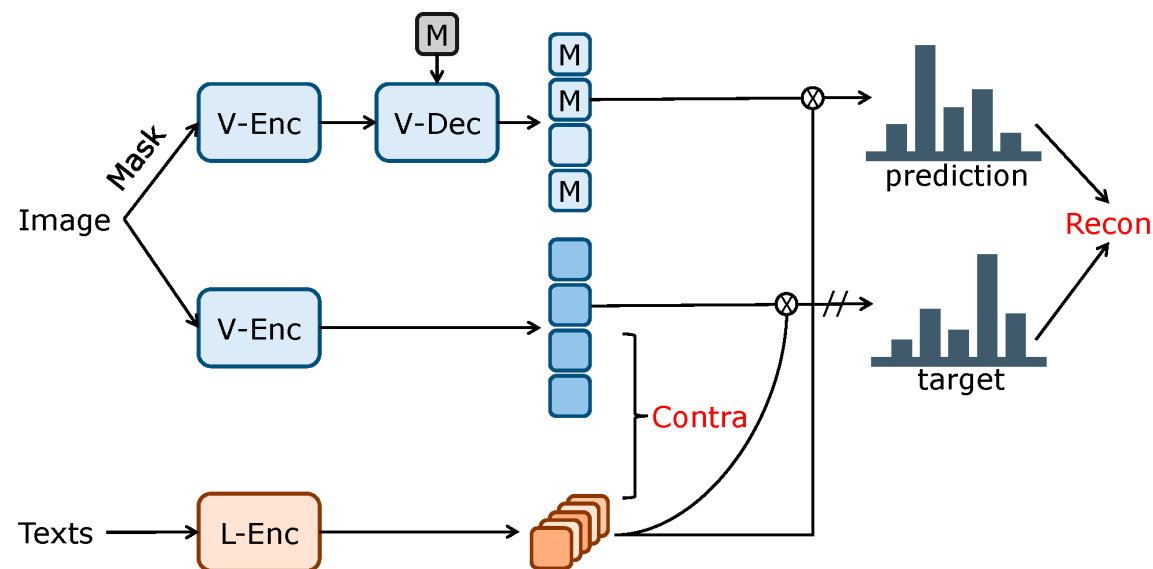 M
M
V-Enc
V-Dec
M
Mask
M
prediction
Image
Recon
X
X
V-Enc
target
Contra
Texts
L-Enc